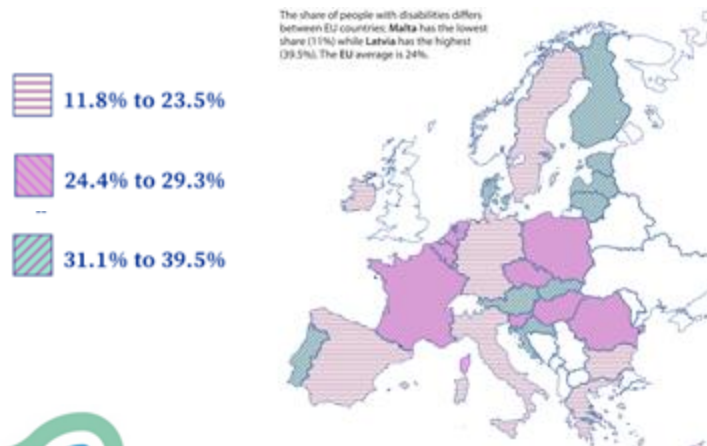 The share of people with disabilities differs
between EU countries; Malta has the lowest
share (11%) while Latvia has the highest
(39.5%). The EU average is 24%.
11.8% to 23.5%
24.4% to 29.3%
--
31.1% to 39.5%